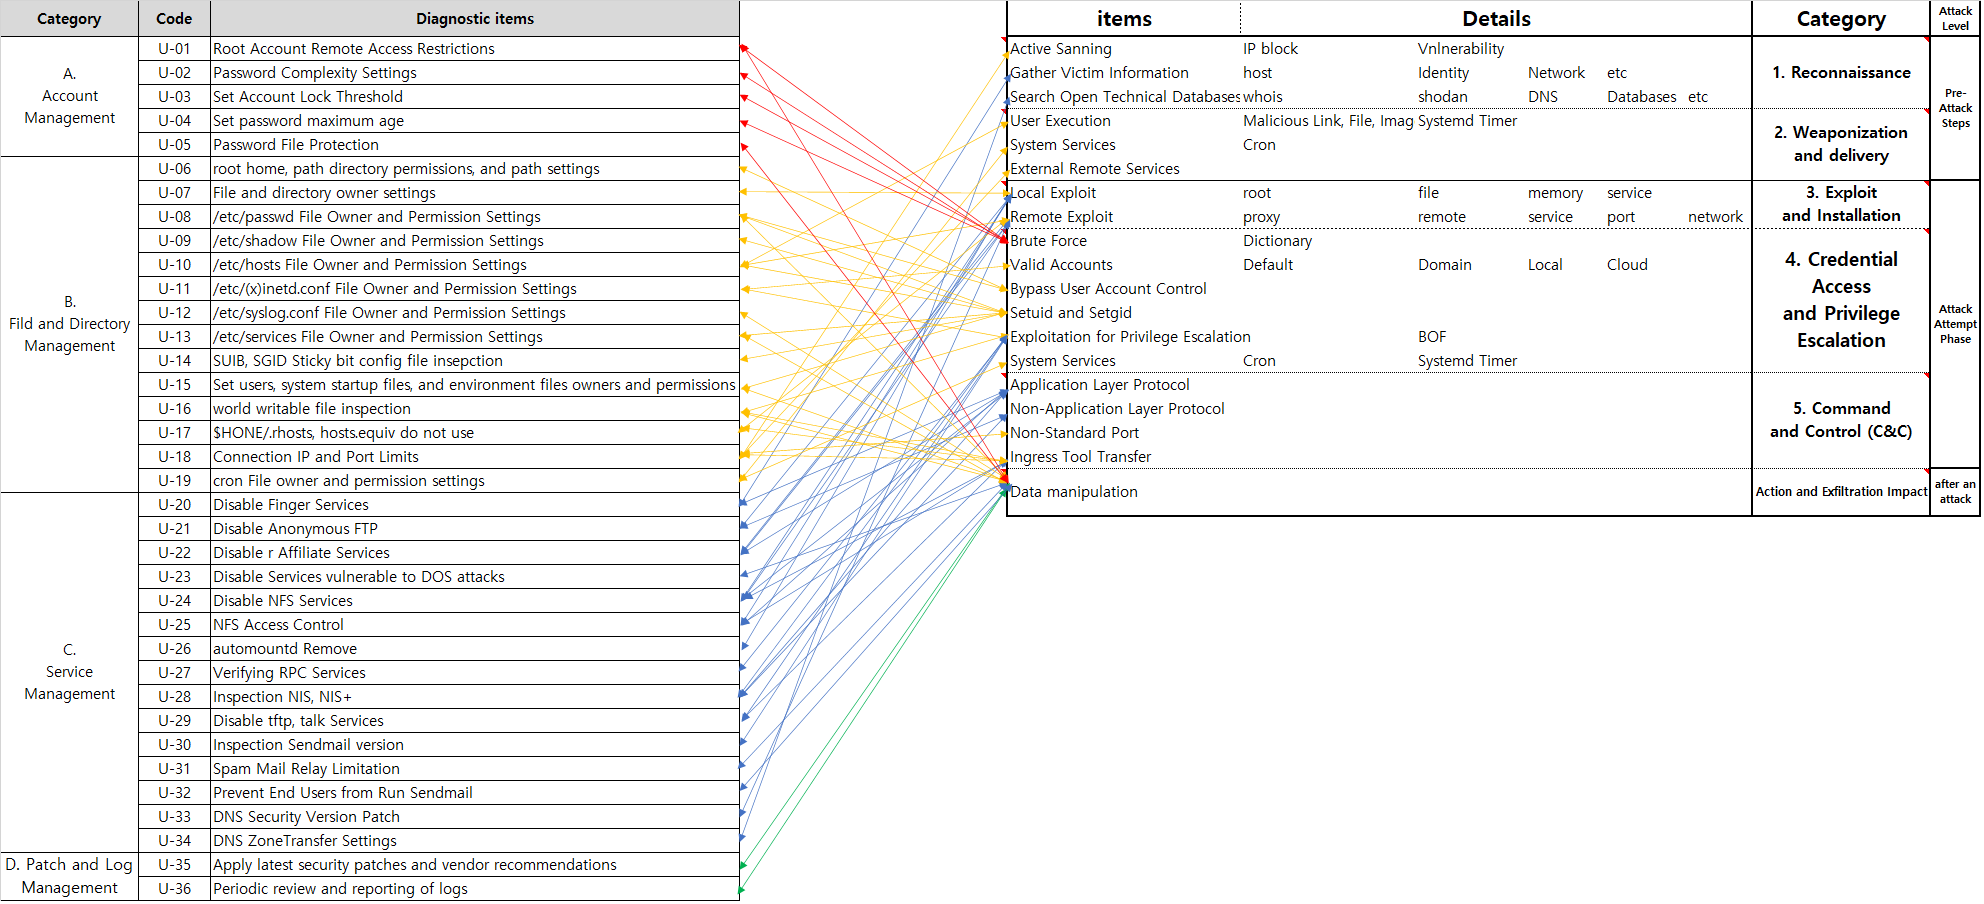 Category Code Diagnostic items
A.
Account
Management
U-01 Root Account Remote Access Restrictions
U-02 Password Complexity Settings
U-03 Set Account Lock Threshold
U-04 Set password maximum age
U-05 Password File Protection
B.
Fild and Directory
Management
U-06 root home, path directory permissions, and path settings
U-07 File and directory owner settings
U-08 /etc/passwd File Owner and Permission Settings
U-09 /etc/shadow File Owner and Permission Settings
U-10 /etc/hosts File Owner and Permission Settings
U-11 /etc/(x)inetd.conf File Owner and Permission Settings
U-12 /etc/syslog.conf File Owner and Permission Settings
U-13 /etc/services File Owner and Permission Settings
U-14 SUIB, SGID Sticky bit config file insepction
U-15 Set users, system startup files, and environment files owners and permissions
U-16 world writable file inspection
U-17 $HONE/.rhosts, hosts.equiv do not use
U-18 Connection IP and Port Limits
U-19 cron File owner and permission settings
C.
Service
Management
U-20 Disable Finger Services
U-21 Disable Anonymous FTP
U-22 Disable r Affiliate Services
U-23 Disable Services vulnerable to DOS attacks
U-24 Disable NFS Services
U-25 NFS Access Control
U-26 automountd Remove
U-27 Verifying RPC Services
U-28 Inspection NIS, NIS+
U-29 Disable tftp, talk Services
U-30 Inspection Sendmail version
U-31 Spam Mail Relay Limitation
U-32 Prevent End Users from Run Sendmail
U-33 DNS Security Version Patch
U-34 DNS ZoneTransfer Settings
D. Patch and Log
Management
U-35 Apply latest security patches and vendor recommendations
U-36 Periodic review and reporting of logs
items Details Category Attack
Level
Active Sanning IP block Vnlnerability
Gather Victim Information host Identity Network etc
Search Open Technical Databases whois shodan DNS Databases etc
1. Reconnaissance
User Execution Malicious Link, File, Imag Systemd Timer
System Services Cron
External Remote Services
2. Weaponization
and delivery
Pre-
Attack
Steps
Local Exploit root file memory service
Remote Exploit proxy remote service port network
3. Exploit
and Installation
Brute Force Dictionary
Valid Accounts Default Domain Local Cloud
Bypass User Account Control
Setuid and Setgid
Exploitation for Privilege Escalation BOF
System Services Cron Systemd Timer
4. Credential
Access
and Privilege
Escalation
Application Layer Protocol
Non-Application Layer Protocol
Non-Standard Port
Ingress Tool Transfer
5. Command
and Control (C&C)
Attack
Attempt
Phase
Data manipulation Action and Exfiltration Impact
after an
attack